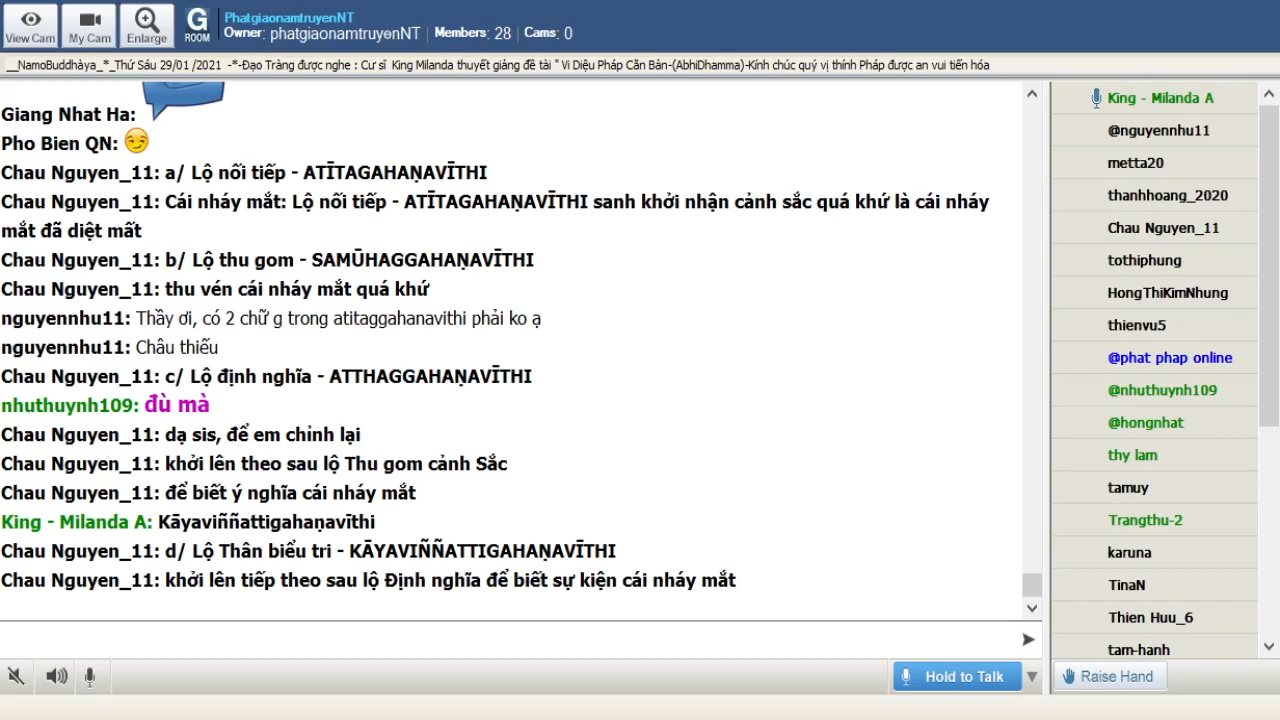 View Cam
My Cam
Enlarge
G
ROOM
PhatgiaonamtruyenNT
Owner: phatgiaonamtruyenNT Members: 28 Cams: 0
__NamoBuddhàya_*_Thứ Sáu 29/01 /2021 -*-Đạo Tràng được nghe : Cư sĩ King Milanda thuyết giảng đề tài " Vi Diệu Pháp Căn Bản-(AbhiDhamma)-Kính chúc quý vị thính Pháp được an vui tiến hóa
Giang Nhat Ha:
Pho Bien QN:
Chau Nguyen_11: a/ Lộ nối tiếp - ATĪTAGAHAṆAVĪTHI
Chau Nguyen_11: Cái nháy mắt: Lộ nối tiếp - ATĪTAGAHAṆAVĪTHI sanh khởi nhận cảnh sắc quá khứ là cái nháy
mắt đã diệt mất
Chau Nguyen_11: b/ Lộ thu gom - SAMŪHAGGAHAṆAVĪTHI
Chau Nguyen_11: thu vén cái nháy mắt quá khứ
nguyennhu11: Thầy ơi, có 2 chữ g trong atitaggahanavithi phải ko ạ
nguyennhu11: Châu thiếu
Chau Nguyen_11: c/ Lộ định nghĩa - ATTHAGGAHAṆAVĪTHI
nhuthuynh109: đù mà
Chau Nguyen_11: dạ sis, để em chỉnh lại
Chau Nguyen_11: khởi lên theo sau lộ Thu gom cảnh Sắc
Chau Nguyen_11: để biết ý nghĩa cái nháy mắt
King - Milanda A: Kāyaviññattigahaṇavīthi
Chau Nguyen_11: d/ Lộ Thân biểu tri - KĀYAVIÑÑATTIGAHAṆAVĪTHI
Chau Nguyen_11: khởi lên tiếp theo sau lộ Định nghĩa để biết sự kiện cái nháy mắt
King - Milanda A
@nguyennhu11
metta20
thanhhoang_2020
Chau Nguyen_11
tothiphung
HongThiKimNhung
thienvu5
@phat phap online
@nhuthuynh109
@hongnhat
thy lam
tamuy
Trangthu-2
karuna
TinaN
Thien Huu_6
tam-hanh
Hold to Talk
Raise Hand